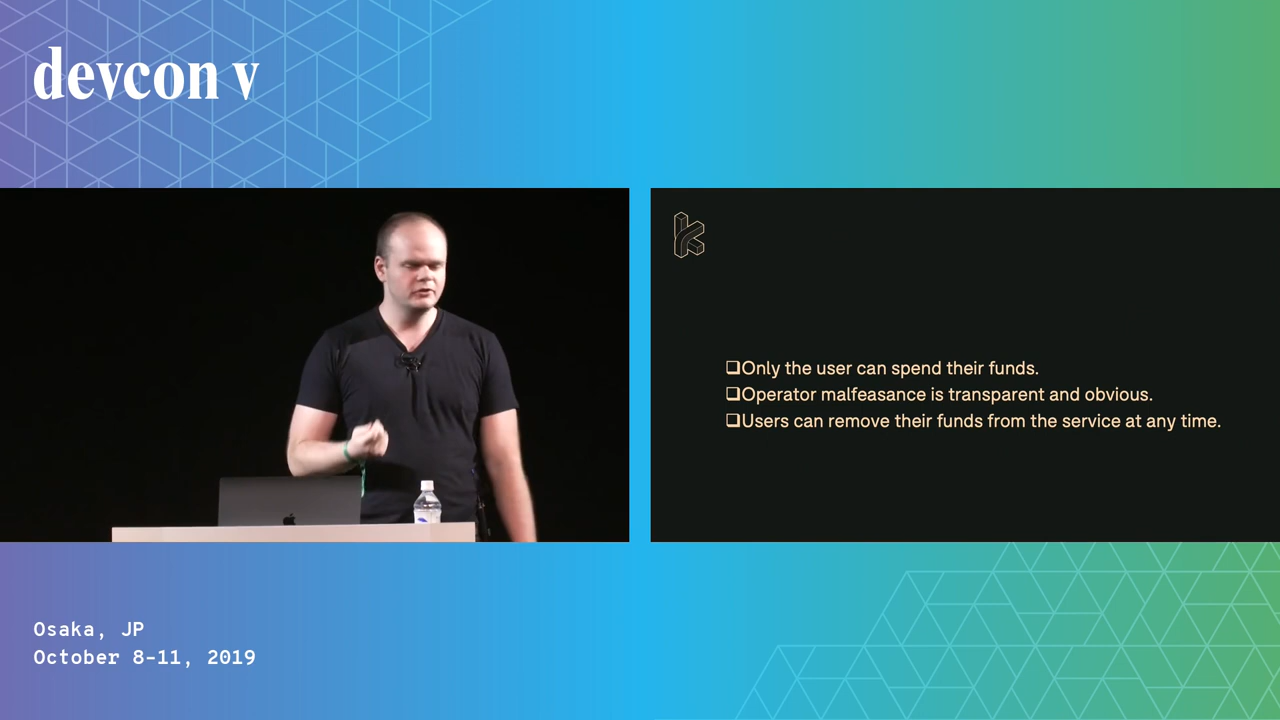 devcon v
❑Only the user can spend their funds.
❑Operator malfeasance is transparent and obvious.
❑Users can remove their funds from the service at any time.
Osaka, JP
October 8-11, 2019